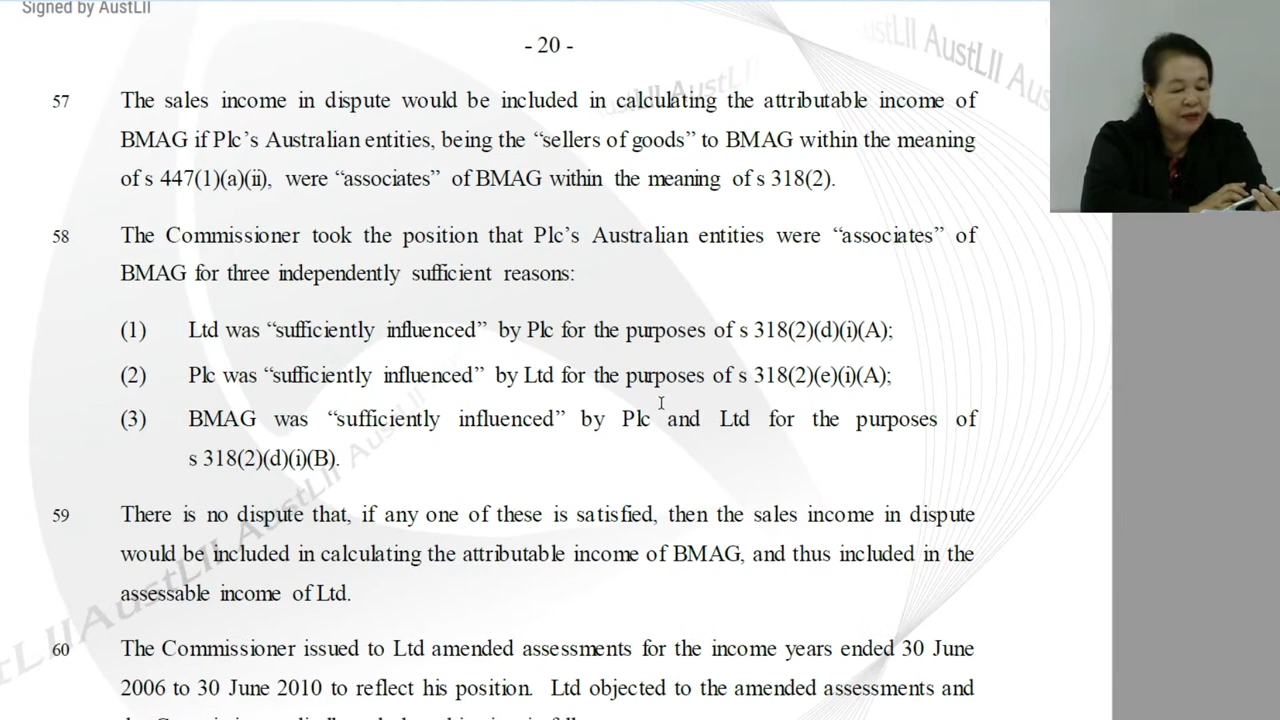 Signed by AustLII
- 20 -
57 The sales income in dispute would be included in calculating the attributable income of
BMAG if Plc's Australian entities, being the “sellers of goods” to BMAG within the meaning
of s 447(1)(a)(ii), were “associates” of BMAG within the meaning of s 318(2).
58 The Commissioner took the position that Plc's Australian entities were “associates” of
BMAG for three independently sufficient reasons:
(1) Ltd was “sufficiently influenced” by Plc for the purposes of s 318(2)(d)(i)(A);
(2) Plc was “sufficiently influenced” by Ltd for the purposes of s 318(2)(e)(i)(A);
(3) BMAG was “sufficiently influenced” by Plc and Ltd for the purposes of
s 318(2)(d)(i)(B).
59 There is no dispute that, if any one of these is satisfied, then the sales income in dispute
would be included in calculating the attributable income of BMAG, and thus included in the
assessable income of Ltd.
60 The Commissioner issued to Ltd amended assessments for the income years ended 30 June
2006 to 30 June 2010 to reflect his position. Ltd objected to the amended assessments and